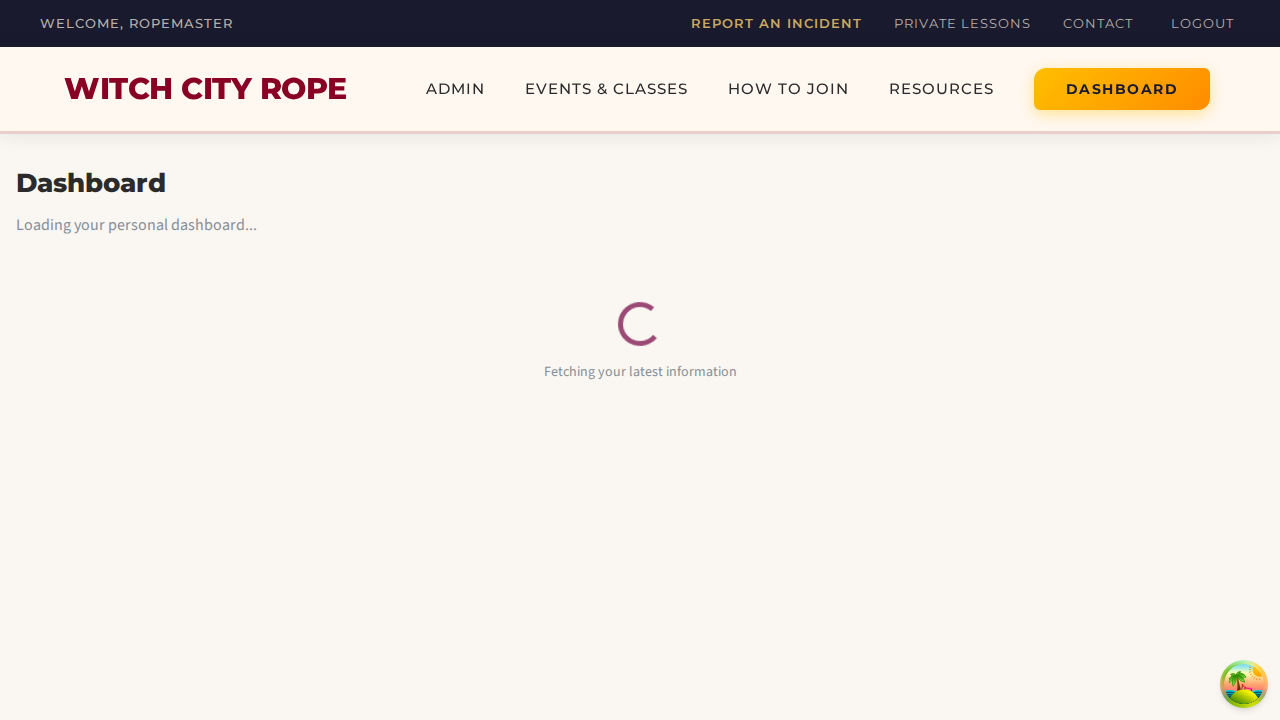 WELCOME, ROPEMASTER
REPORT AN INCIDENT PRIVATE LESSONS CONTACT LOGOUT
WITCH CITY ROPE
ADMIN EVENTS & CLASSES HOW TO JOIN RESOURCES DASHBOARD
Dashboard
Loading your personal dashboard...
Fetching your latest information